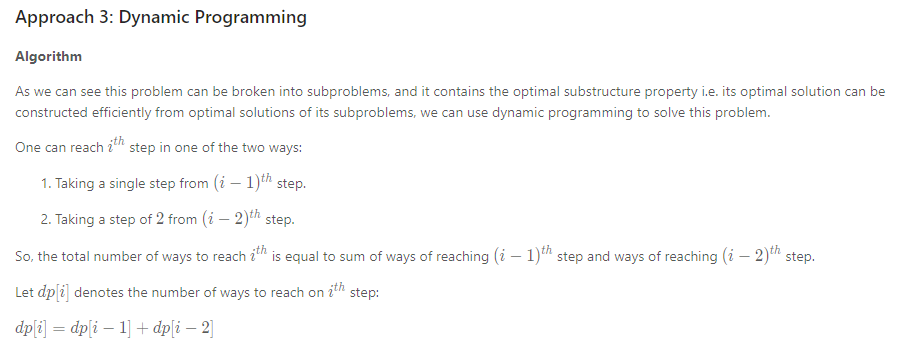 Approach 3: Dynamic Programming
Algorithm
As we can see this problem can be broken into subproblems, and it contains the optimal substructure property i.e. its optimal solution can be
constructed efficiently from optimal solutions of its subproblems, we can use dynamic programming to solve this problem.
One can reach i^{th} step in one of the two ways:
1. Taking a single step from (i − 1)^{th} step.
2. Taking a step of 2 from (i − 2)^{th} step.
So, the total number of ways to reach i^{th} is equal to sum of ways of reaching (i − 1)^{th} step and ways of reaching (i − 2)^{th} step.
Let dp[i] denotes the number of ways to reach on i^{th} step:
dp[i] = dp[i − 1] + dp[i − 2]